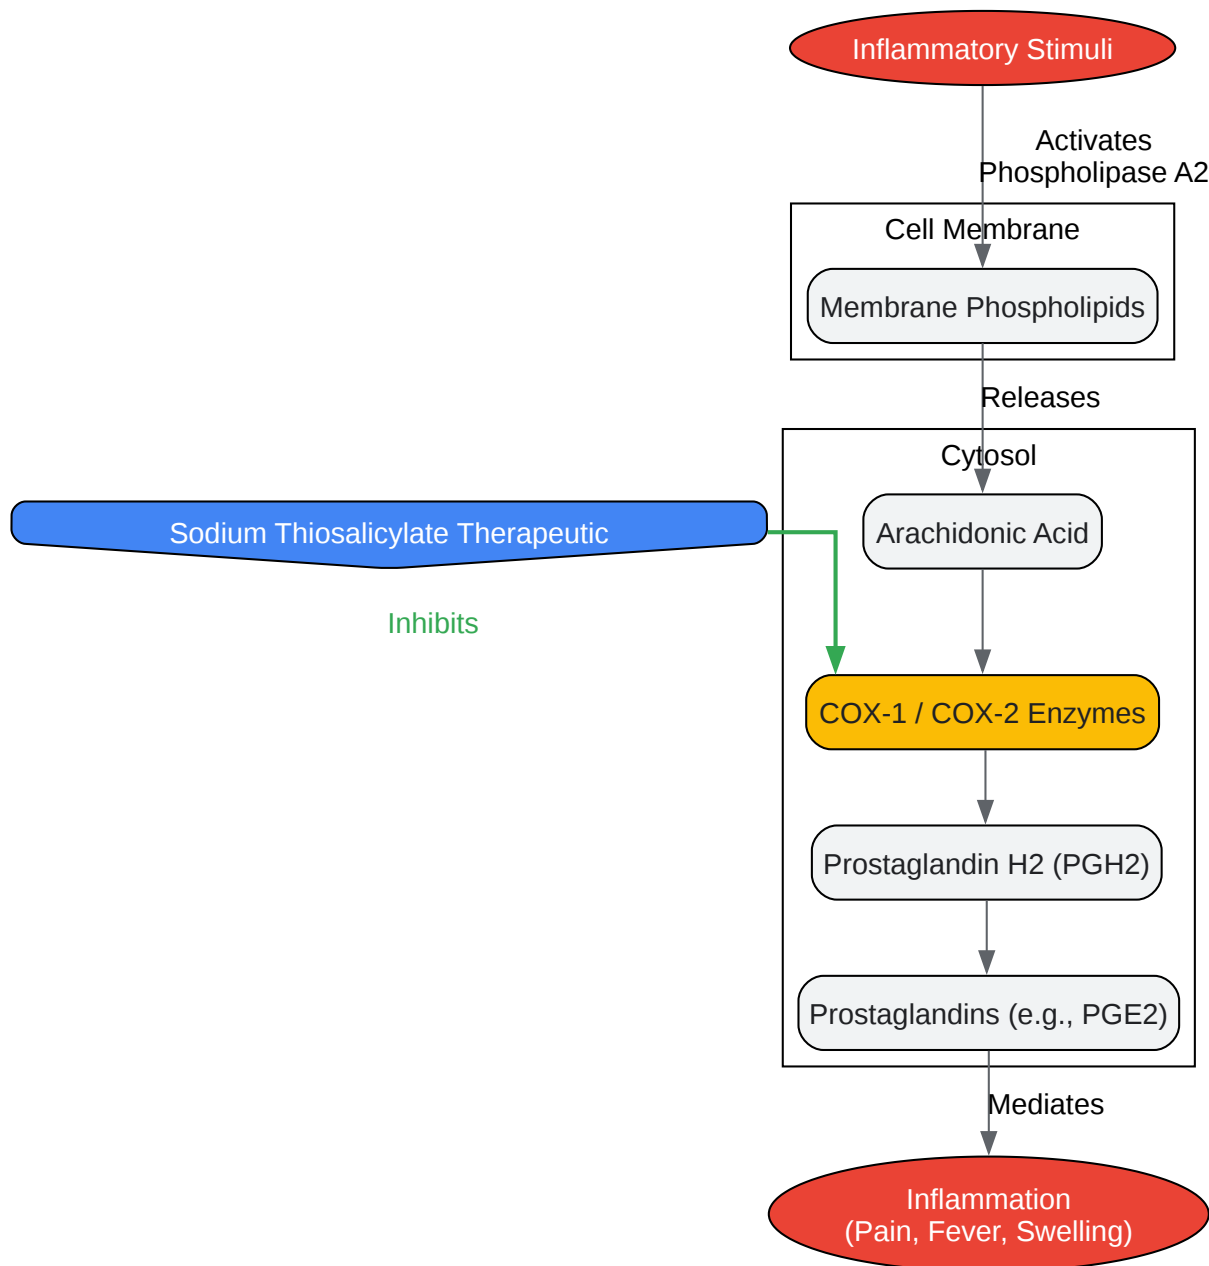 Inflammatory Stimuli
Activates
Phospholipase A2
Cell Membrane
Membrane Phospholipids
Releases
Cytosol
Arachidonic Acid
Sodium Thiosalicylate Therapeutic
Inhibits
COX-1 / COX-2 Enzymes
Prostaglandin H2 (PGH2)
Prostaglandins (e.g., PGE2)
Mediates
Inflammation
(Pain, Fever, Swelling)